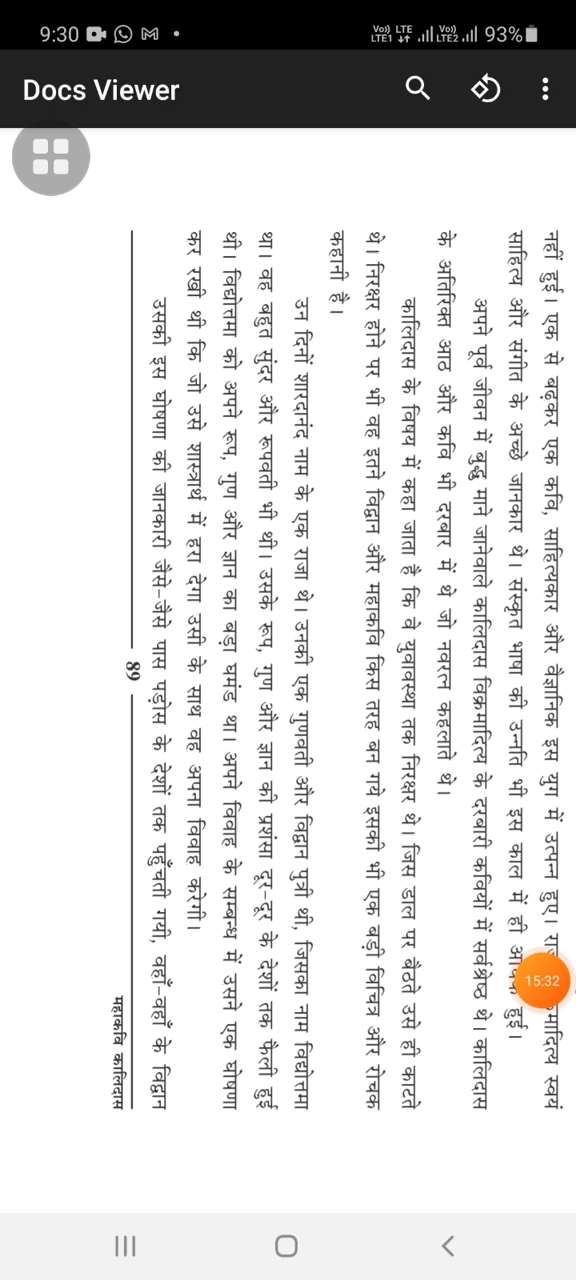 9:30
Vo) LTE LTE1 Vo) LTE2 93%
Docs Viewer
नहीं हुई। एक से बढ़कर एक कवि, साहित्यकार और वैज्ञानिक इस युग में उत्पन्न हुए। मादित्य स्वयं
साहित्य और संगीत के अच्छे जानकार थे। संस्कृत भाषा की उन्नति भी इस काल में ही हुई।
अपने पूर्व जीवन में बुद्धु माने जानेवाले कालिदास विक्रमादित्य के दरबारी कवियों में सर्वश्रेष्ठ थे। कालिदास
के अतिरिक्त आठ और कवि भी दरबार में थे जो नवरत्न कहलाते थे।
कालिदास के विषय में कहा जाता है कि वे युवावस्था तक निरक्षर थे। जिस डाल पर बैठते उसे ही काटते
थे। निरक्षर होने पर भी वह इतने विद्वान और महाकवि किस तरह बन गये इसकी भी एक बड़ी विचित्र और रोचक
कहानी है।
उन दिनों शारदानंद नाम के एक राजा थे। उनकी एक गुणवती और विद्वान पुत्री थी, जिसका नाम विद्योत्तमा
था। वह बहुत सुंदर और रूपवती भी थी। उसके रूप, गुण और ज्ञान की प्रशंसा दूर-दूर के देशों तक फैली हुई
थी। विद्योत्तमा को अपने रूप, गुण और ज्ञान का बड़ा घमंड था। अपने विवाह के सम्बन्ध में उसने एक घोषणा
कर रखी थी कि जो उसे शास्त्रार्थ में हरा देगा उसी के साथ वह अपना विवाह करेगी।
उसकी इस घोषणा की जानकारी जैसे-जैसे पास पड़ोस के देशों तक पहुँचती गयी, वहाँ-वहाँ के विद्वान
89
महाकवि कालिदास
15:32